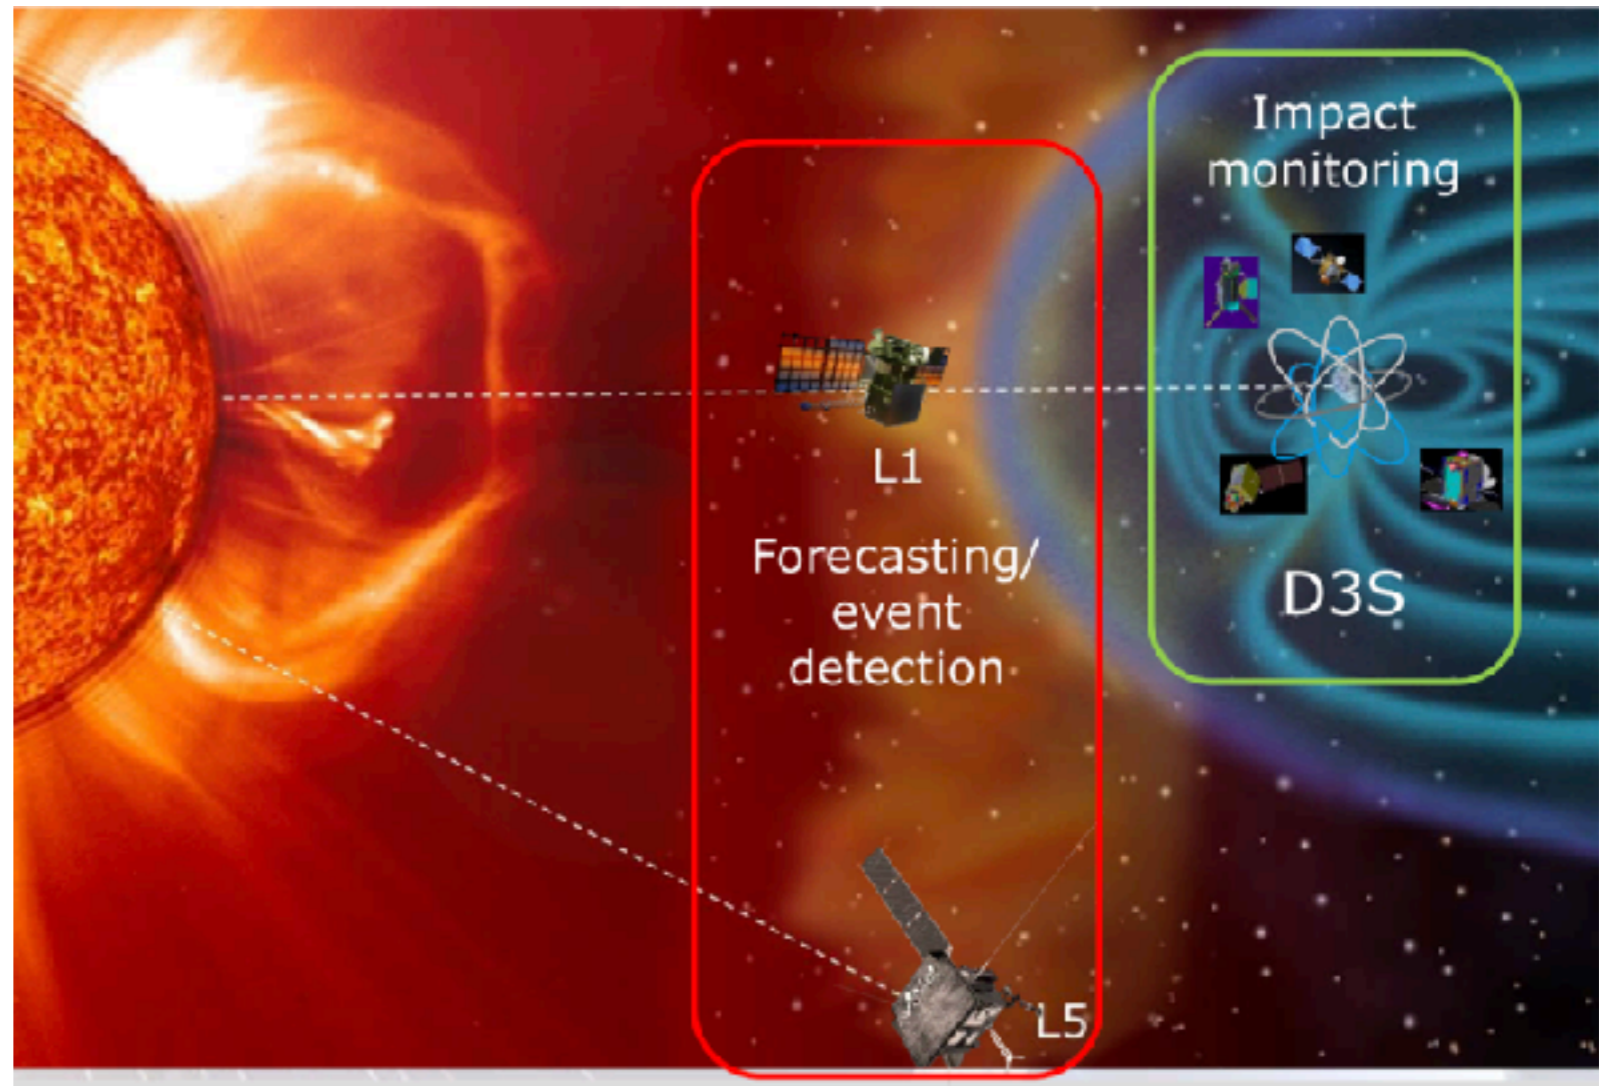 Impact
monitoring
L1
Forecasting/
event
detection
D3S
L5